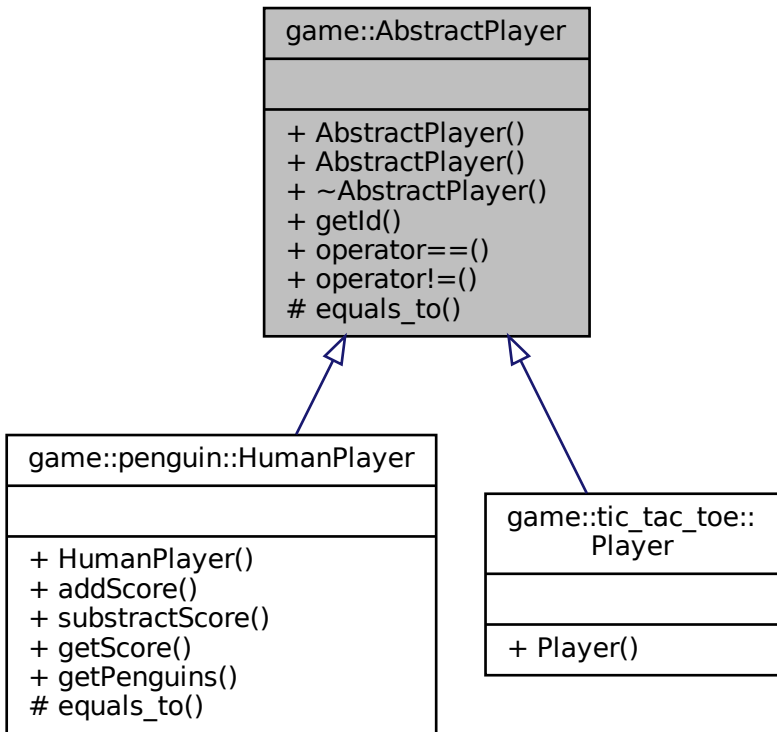 game::AbstractPlayer
+ AbstractPlayer()
+ AbstractPlayer()
+ ~AbstractPlayer()
+ getId()
+ operator==()
+ operator!=()
# equals_to()
game::penguin::HumanPlayer
+ HumanPlayer()
+ addScore()
+ substractScore()
+ getScore()
+ getPenguins()
# equals_to()
game::tic_tac_toe::
Player
+ Player()